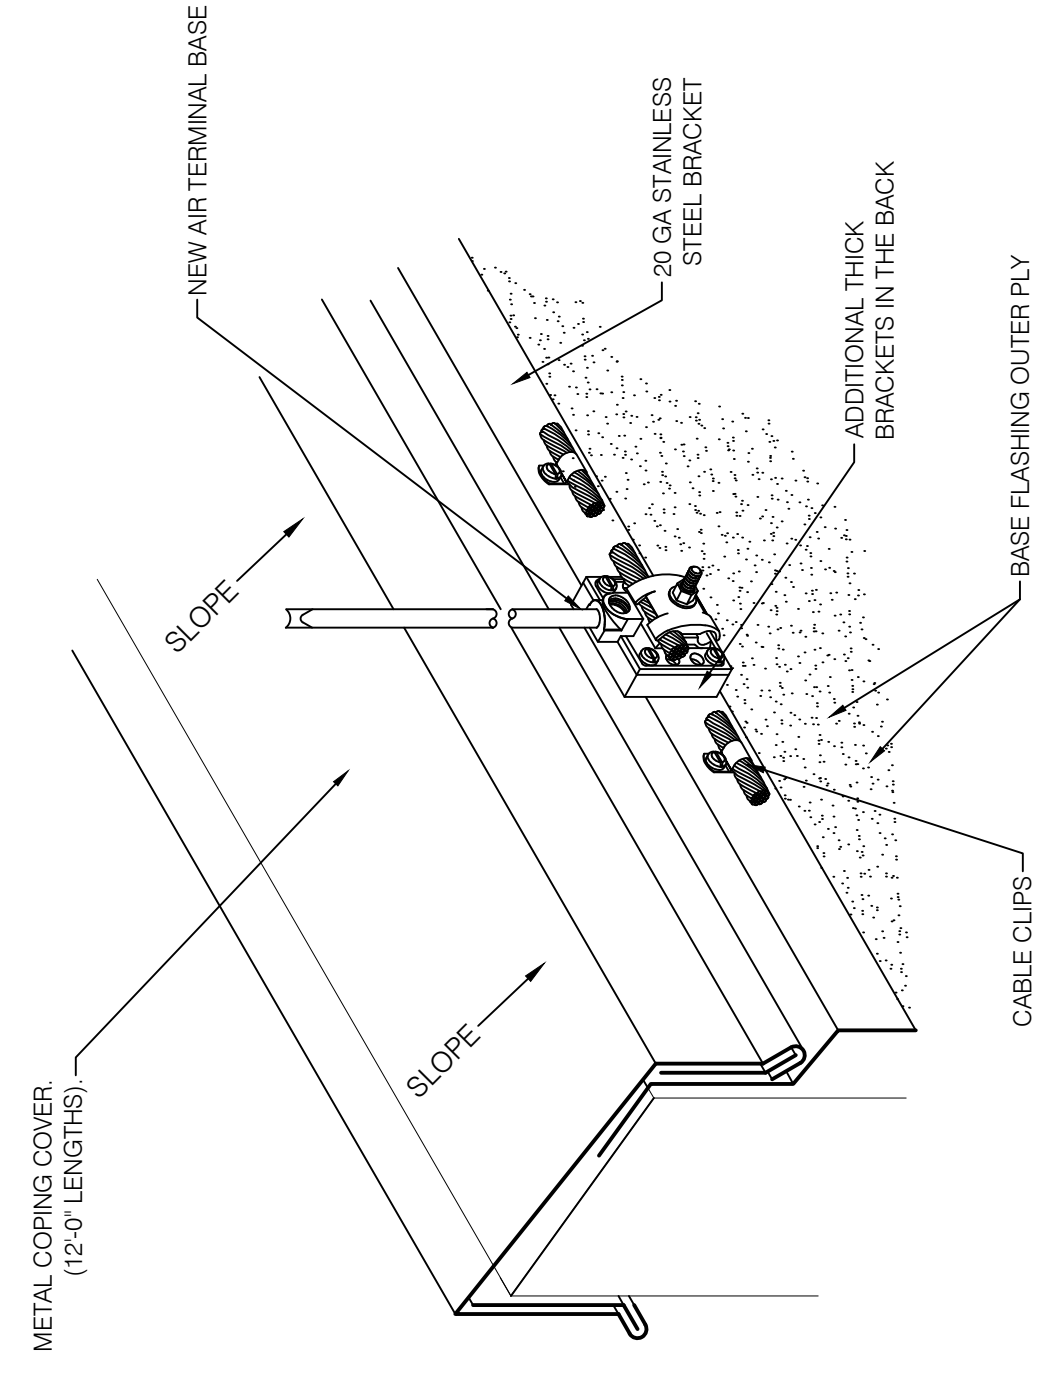 METAL COPING COVER.
(12'-0" LENGTHS).
NEW AIR TERMINAL BASE
SLOPE
SLOPE
20 GA STAINLESS
STEEL BRACKET
ADDITIONAL THICK
BRACKETS IN THE BACK
BASE FLASHING OUTER PLY
CABLE CLIPS